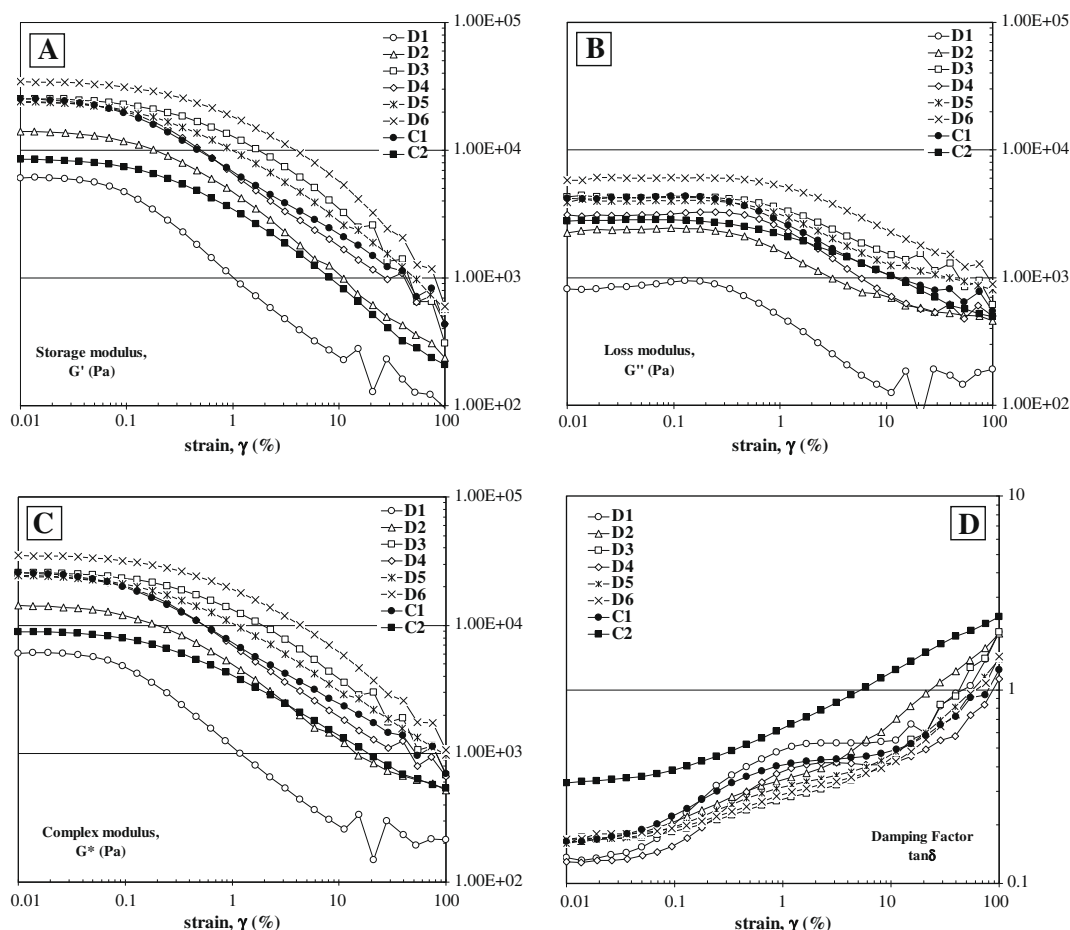 A
D1
D2
D3
D4
D5
D6
C1
C2
1.00E+05
1.00E+04
1.00E+03
1.00E+02
Storage modulus,
G' (Pa)
0.01 0.1 1 10 100
strain, γ (%)
B
D1
D2
D3
D4
D5
D6
C1
C2
1.00E+05
1.00E+04
1.00E+03
1.00E+02
Loss modulus,
G" (Pa)
0.01 0.1 1 10 100
strain, γ (%)
C
D1
D2
D3
D4
D5
D6
C1
C2
1.00E+05
1.00E+04
1.00E+03
1.00E+02
Complex modulus,
G* (Pa)
0.01 0.1 1 10 100
strain, γ (%)
D
D1
D2
D3
D4
D5
D6
C1
C2
10
1
0.1
Damping Factor
tanδ
0.01 0.1 1 10 100
strain, γ (%)